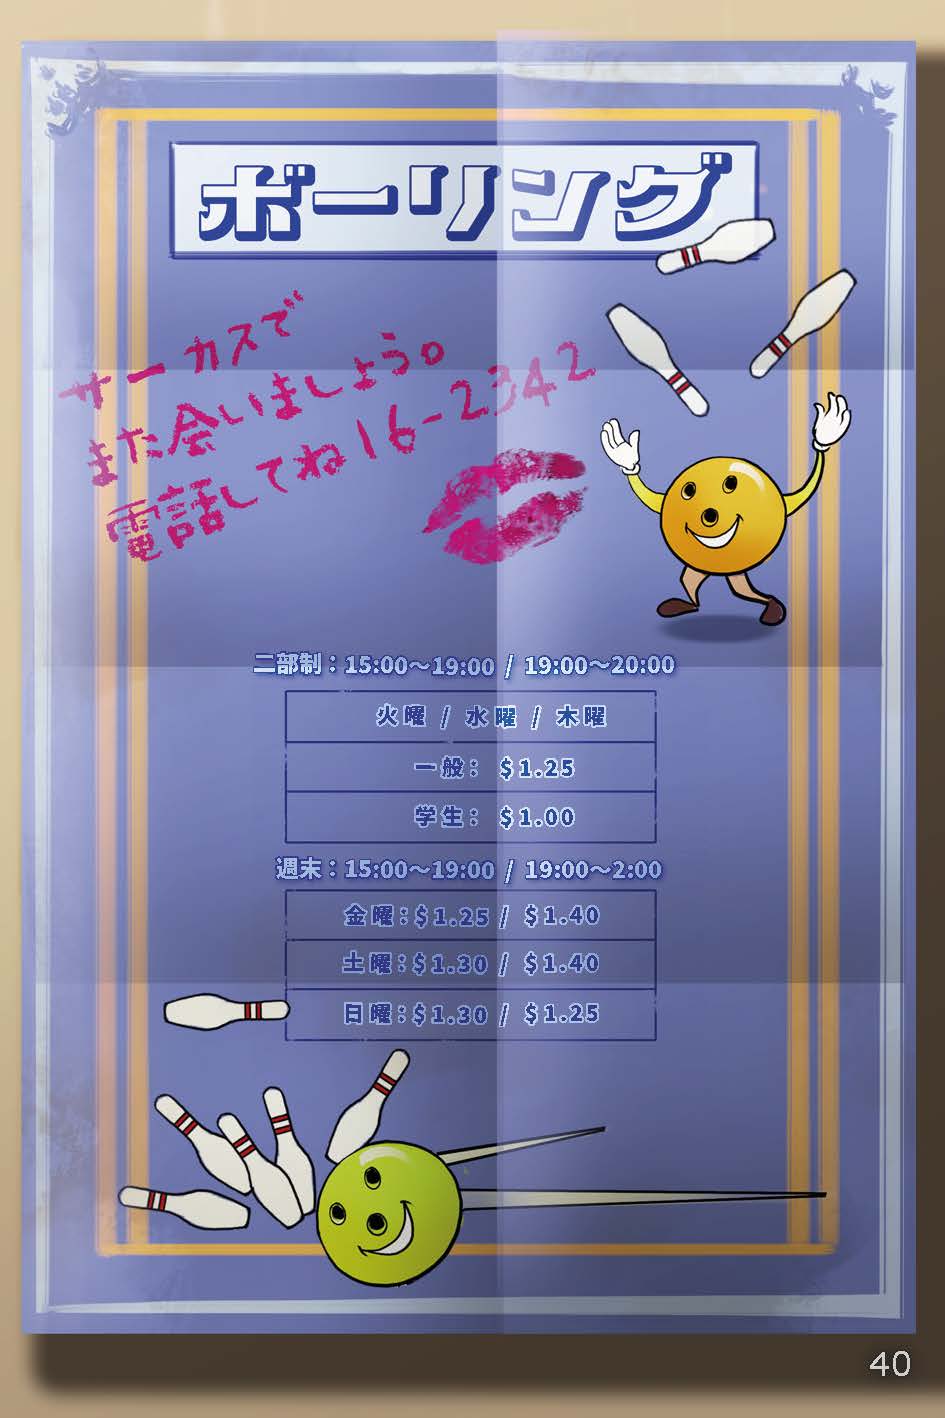 ボーリング
サーカスで
また会いましょう。
電話してね 16-2342
二部制：15:00〜19:00 / 19:00〜20:00
火曜 / 水曜 / 木曜
一般： $1.25
学生： $1.00
週末：15:00〜19:00 / 19:00〜2:00
金曜：$1.25 / $1.40
土曜：$1.30 / $1.40
日曜：$1.30 / $1.25
40